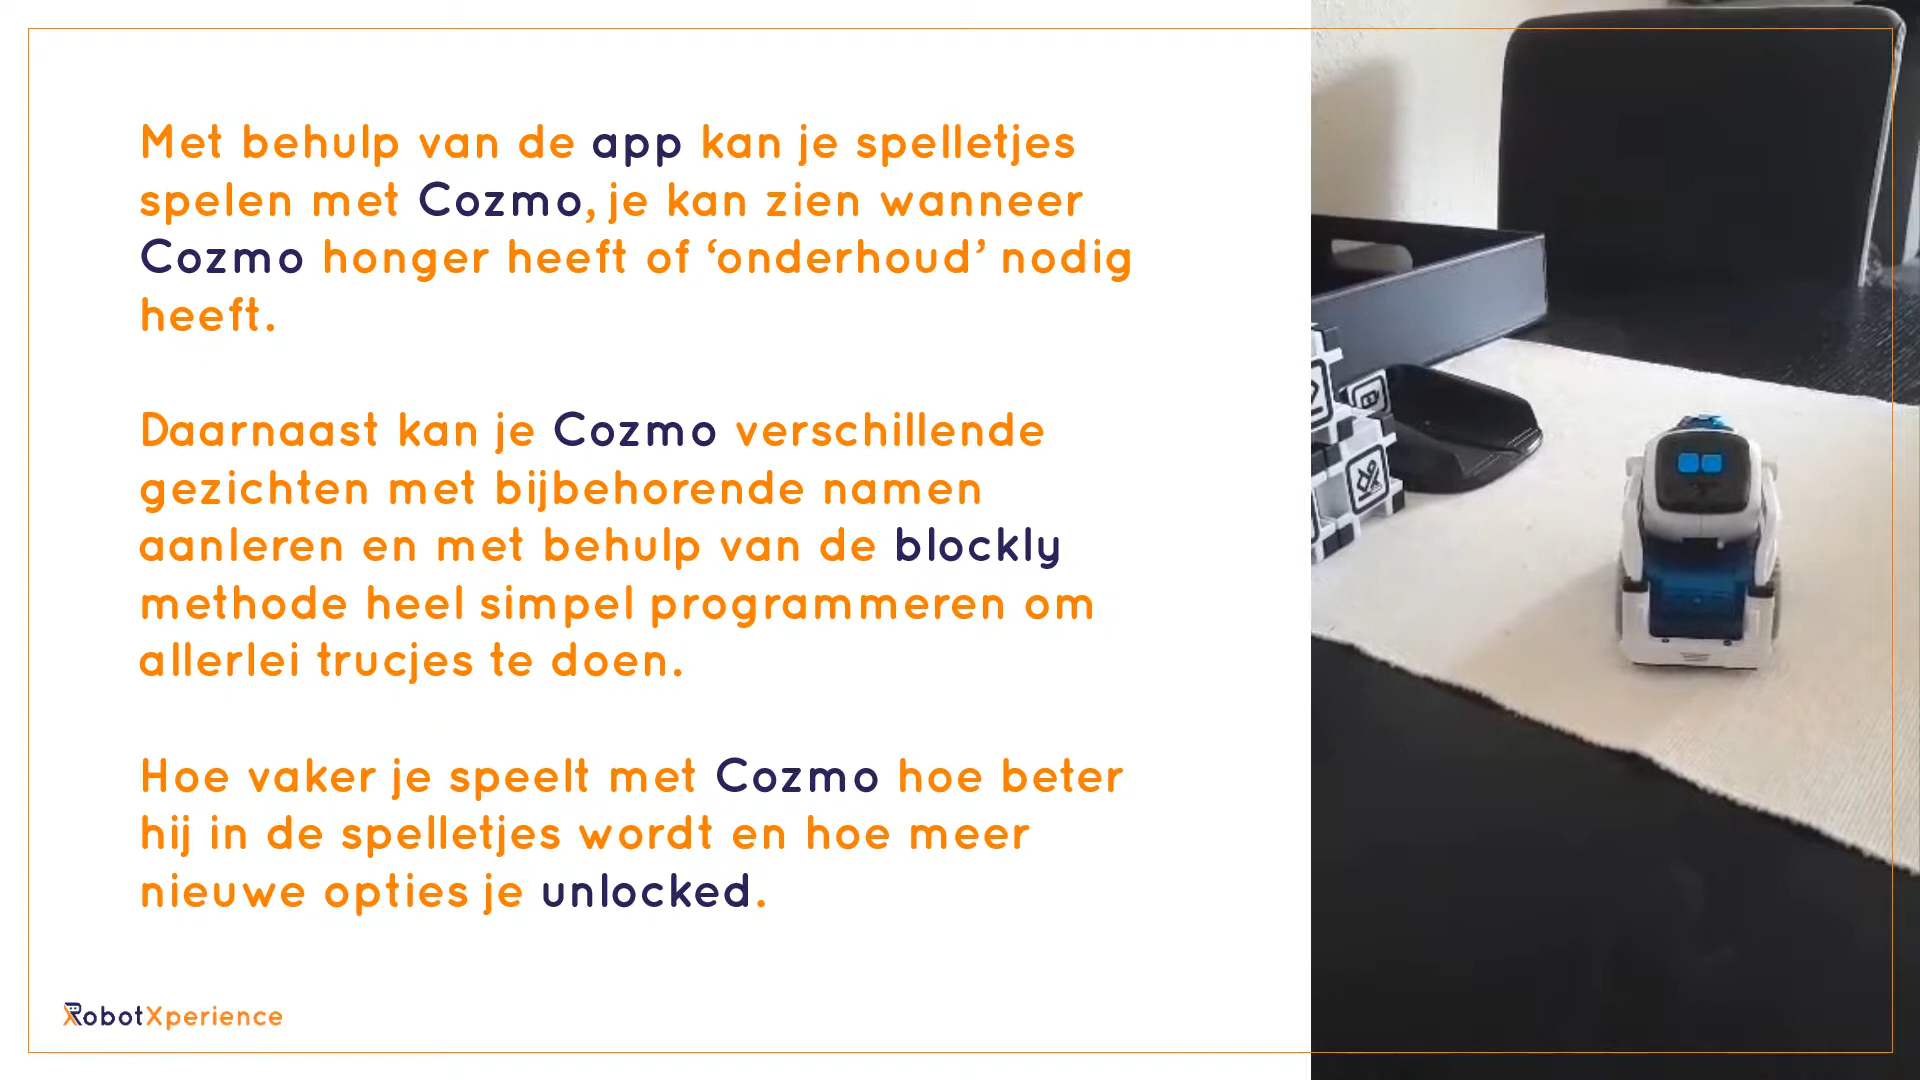 Met behulp van de app kan je spelletjes
spelen met Cozmo, je kan zien wanneer
Cozmo honger heeft of ‘onderhoud’ nodig
heeft.
Daarnaast kan je Cozmo verschillende
gezichten met bijbehorende namen
aanleren en met behulp van de blockly
methode heel simpel programmeren om
allerlei trucjes te doen.
Hoe vaker je speelt met Cozmo hoe beter
hij in de spelletjes wordt en hoe meer
nieuwe opties je unlocked.
RobotXperience